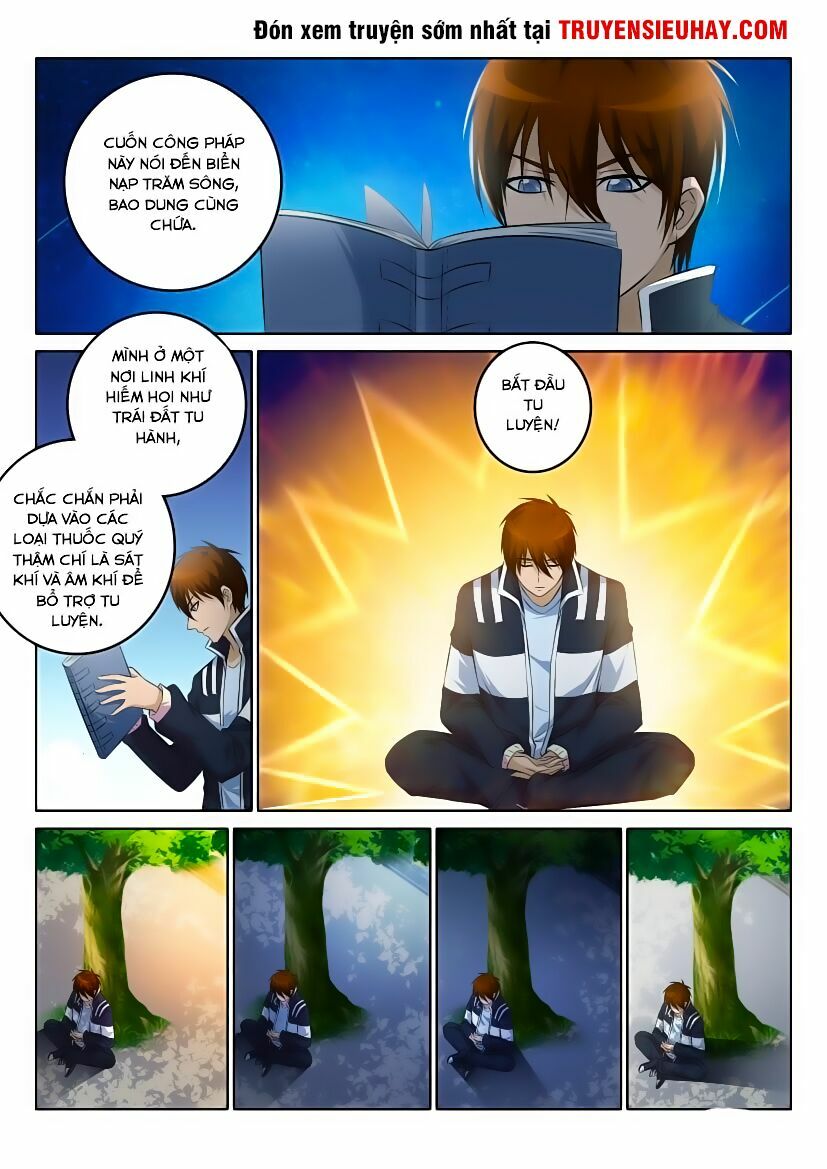 Đón xem truyện sớm nhất tại TRUYENSIEUHAY.COM
CUỐN CÔNG PHÁP
NÀY NÓI ĐẾN BIỂN
NẠP TRĂM SÔNG,
BAO DUNG CÙNG
CHỨA.
MÌNH Ở MỘT
NƠI LINH KHÍ
HIẾM HOI NHƯ
TRÁI ĐẤT TU
HÀNH,
CHẮC CHẮN PHẢI
DỰA VÀO CÁC
LOẠI THUỐC QUÝ
THẬM CHÍ LÀ SÁT
KHÍ VÀ ÂM KHÍ ĐỂ
BỔ TRỢ TU
LUYỆN.
BẮT ĐẦU
TU
LUYỆN!